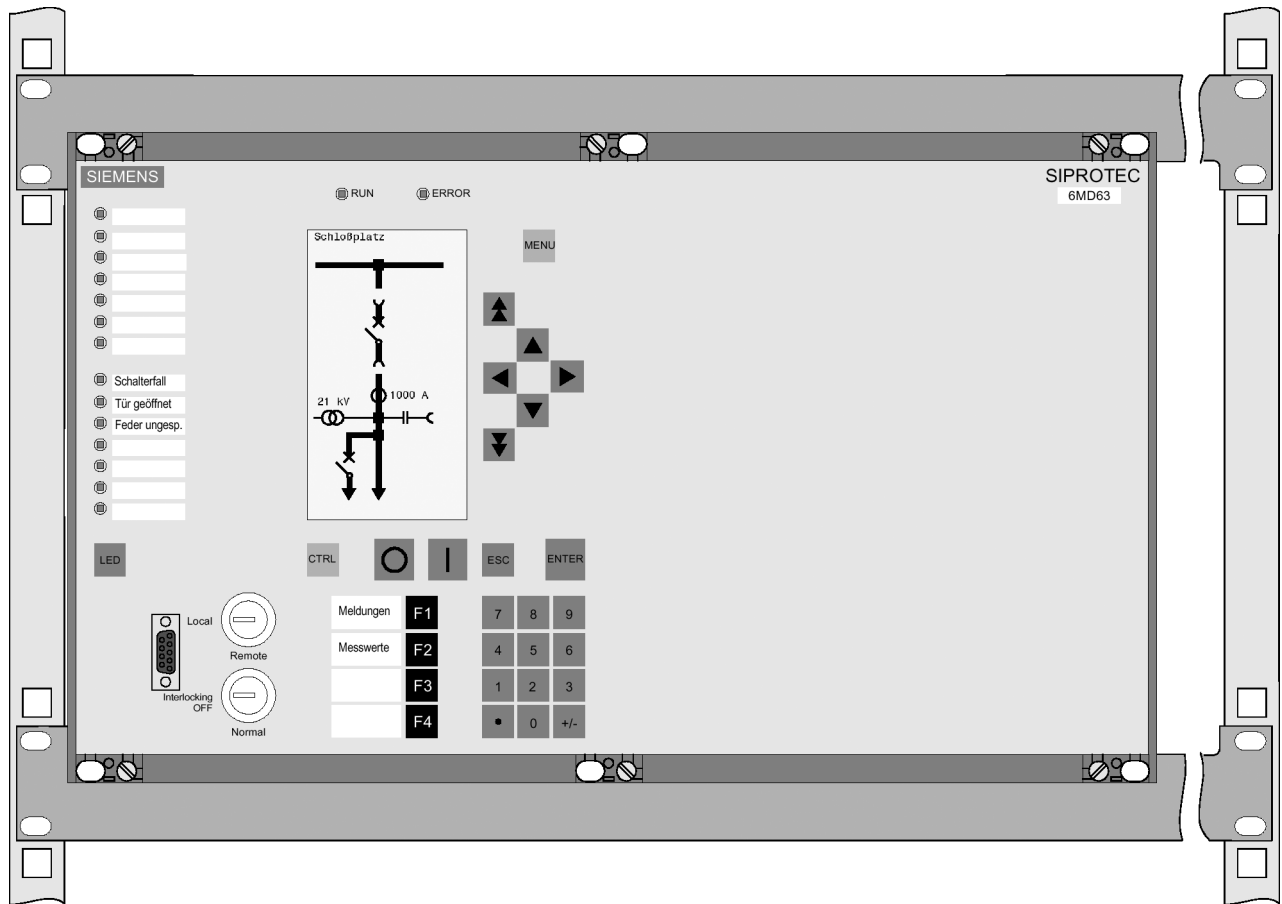 SIEMENS
SIPROTEC
6MD63
RUN
ERROR
Schloßplatz
MENU
21 kV
1000 A
Schalterfall
Tür geöffnet
Feder ungesp.
LED
CTRL
ESC
ENTER
Local
Remote
Interlocking
OFF
Normal
Meldungen F1
Messwerte F2
F3
F4
7 8 9
4 5 6
1 2 3
• 0 +/-